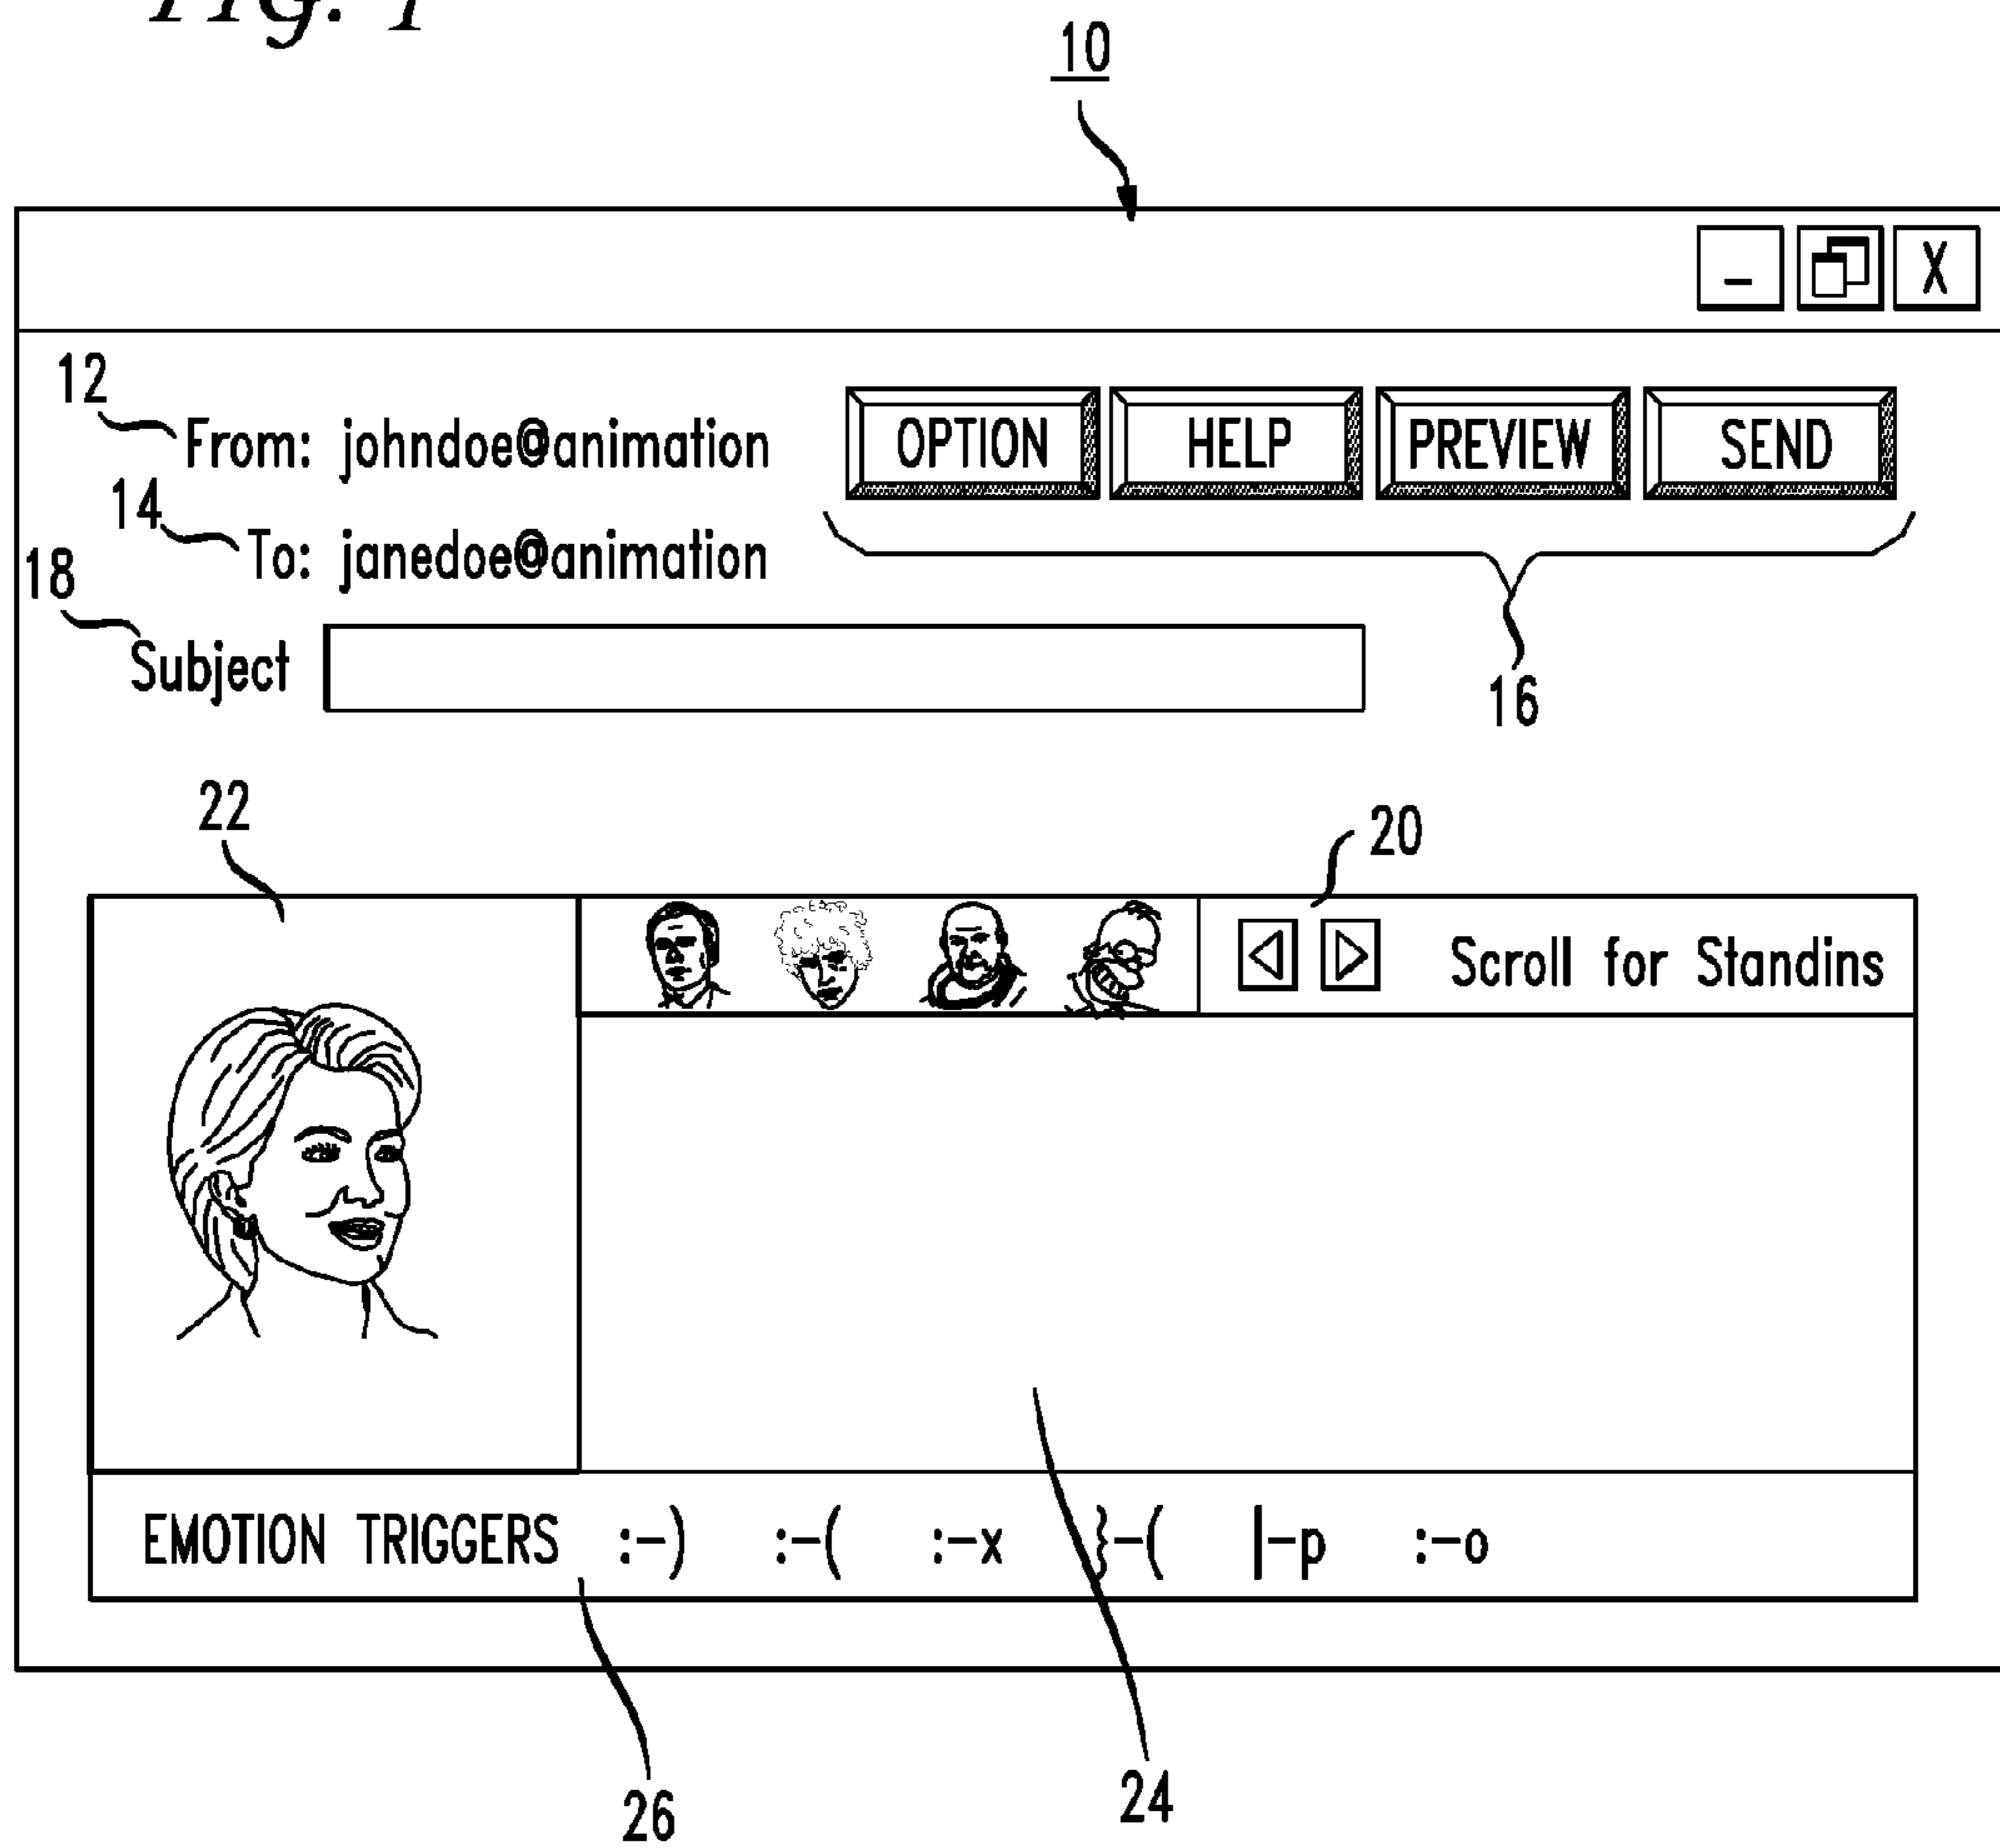 Fig. 1
10
_ X
12
From: johndoe@animation
OPTION HELP PREVIEW SEND
14
To: janedoe@animation
18
Subject
16
22
20
Scroll for Standins
EMOTION TRIGGERS :-) :-( :-x }-( |-p :-o
26
24